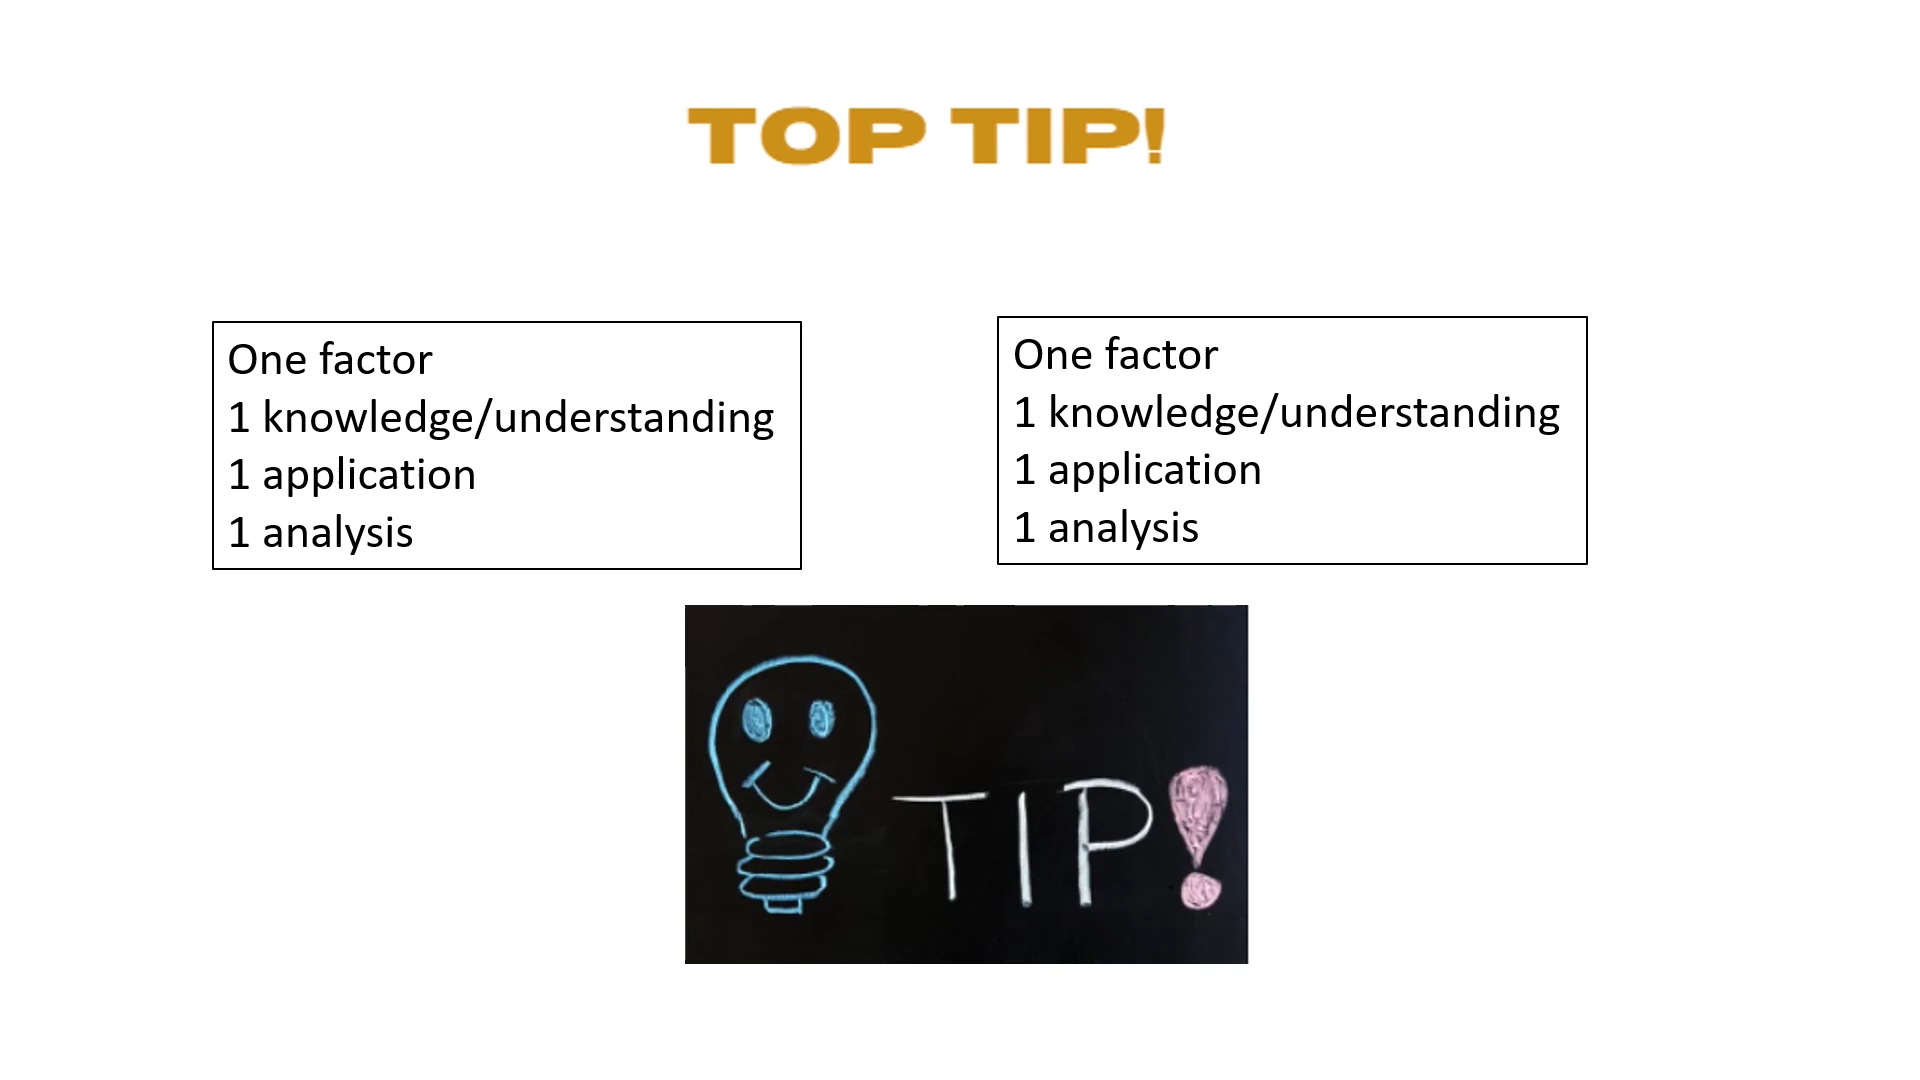 TOP TIP!
One factor
1 knowledge/understanding
1 application
1 analysis
One factor
1 knowledge/understanding
1 application
1 analysis
TIP!